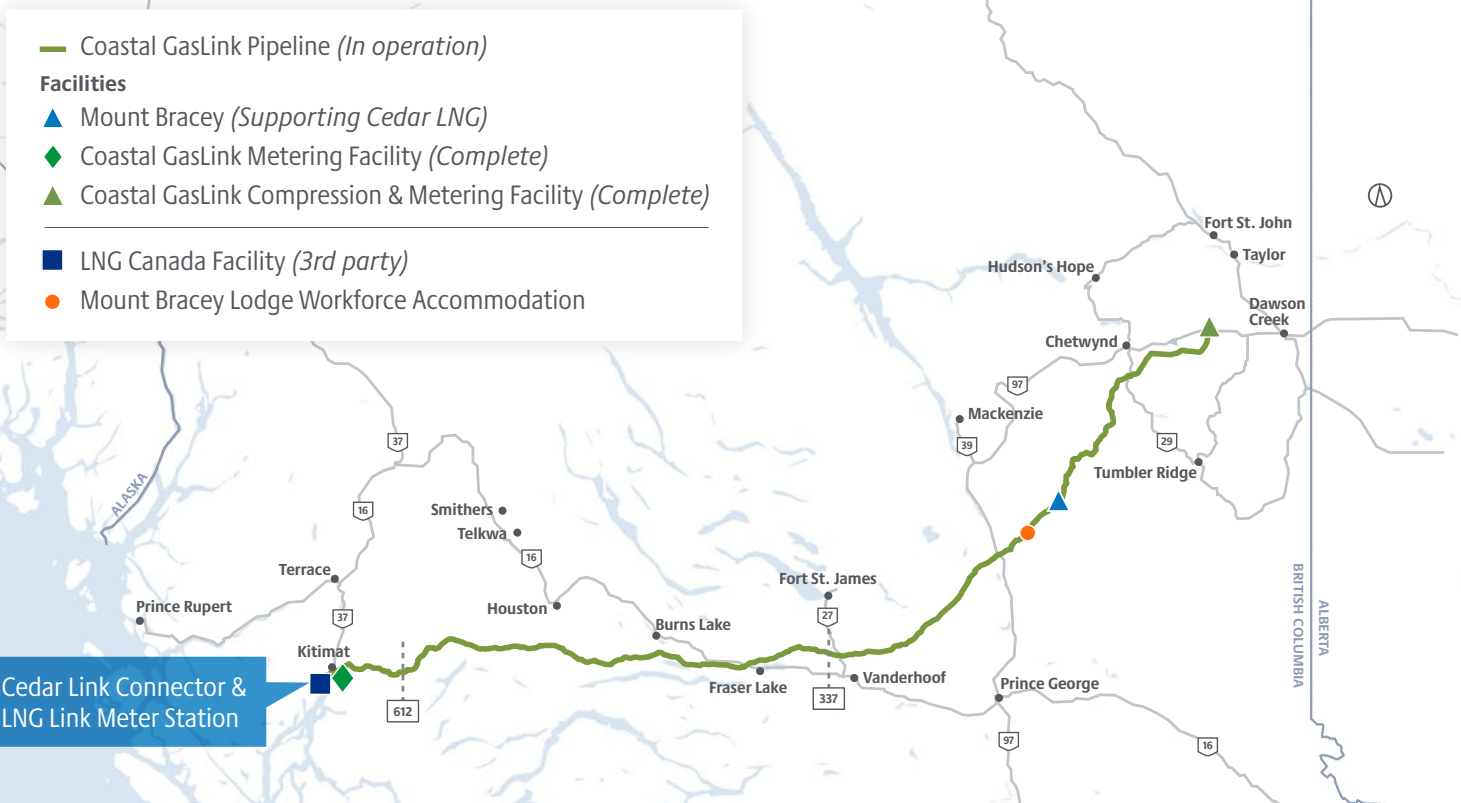 Coastal GasLink Pipeline (In operation)
Facilities
Mount Bracey (Supporting Cedar LNG)
Coastal GasLink Metering Facility (Complete)
Coastal GasLink Compression & Metering Facility (Complete)
LNG Canada Facility (3rd party)
Mount Bracey Lodge Workforce Accommodation
Fort St. John
Taylor
Hudson's Hope
Dawson
Creek
Chetwynd
97
Mackenzie
39
29
Tumbler Ridge
37
ALASKA
16
Smithers
Telkwa
16
Terrace
Fort St. James
Prince Rupert
Houston
27
37
Burns Lake
BRITISH COLUMBIA
ALBERTA
Kitimat
Cedar Link Connector &
LNG Link Meter Station
Fraser Lake
Vanderhoof
Prince George
612
337
97
16